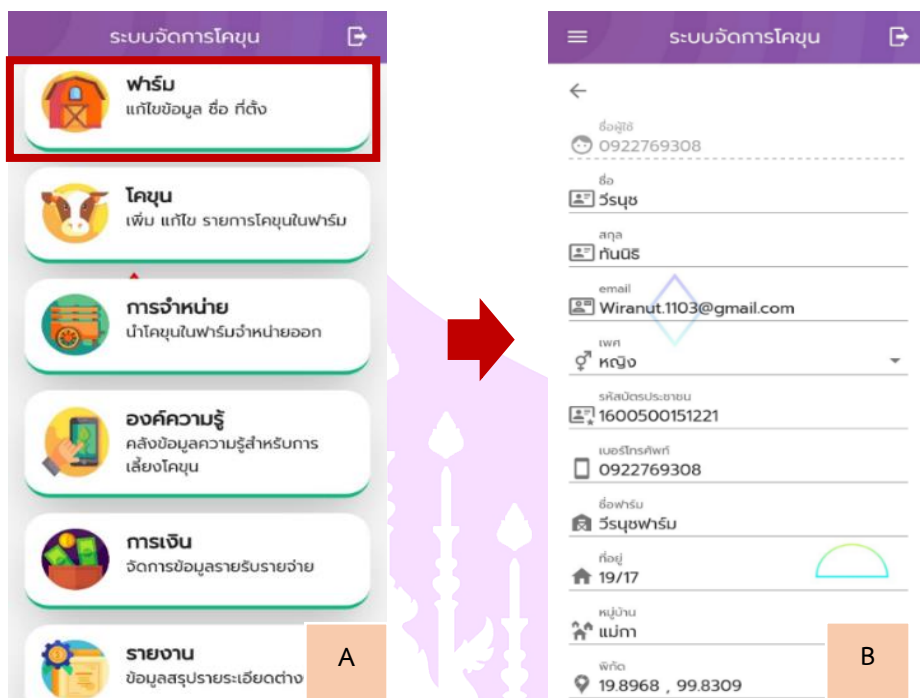 ระบบจัดการโคขุน
ฟาร์ม
แก้ไขข้อมูล ชื่อ ที่ตั้ง
โคขุน
เพิ่ม แก้ไข รายการโคขุนในฟาร์ม
การจำหน่าย
นำโคขุนในฟาร์มจำหน่ายออก
องค์ความรู้
คลังข้อมูลความรู้สำหรับการ
เลี้ยงโคขุน
การเงิน
จัดการข้อมูลรายรับรายจ่าย
รายงาน
ข้อมูลสรุปรายระเอียดต่าง
A
ระบบจัดการโคขุน
ชื่อผู้ใช้
0922769308
ชื่อ
วีรนุช
สกุล
ทันนิธิ
email
Wiranut.1103@gmail.com
เพศ
หญิง
รหัสบัตรประชาชน
1600500151221
เบอร์โทรศัพท์
0922769308
ชื่อฟาร์ม
วีรนุชฟาร์ม
ที่อยู่
19/17
หมู่บ้าน
แม่กา
พิกัด
19.8968 , 99.8309
B